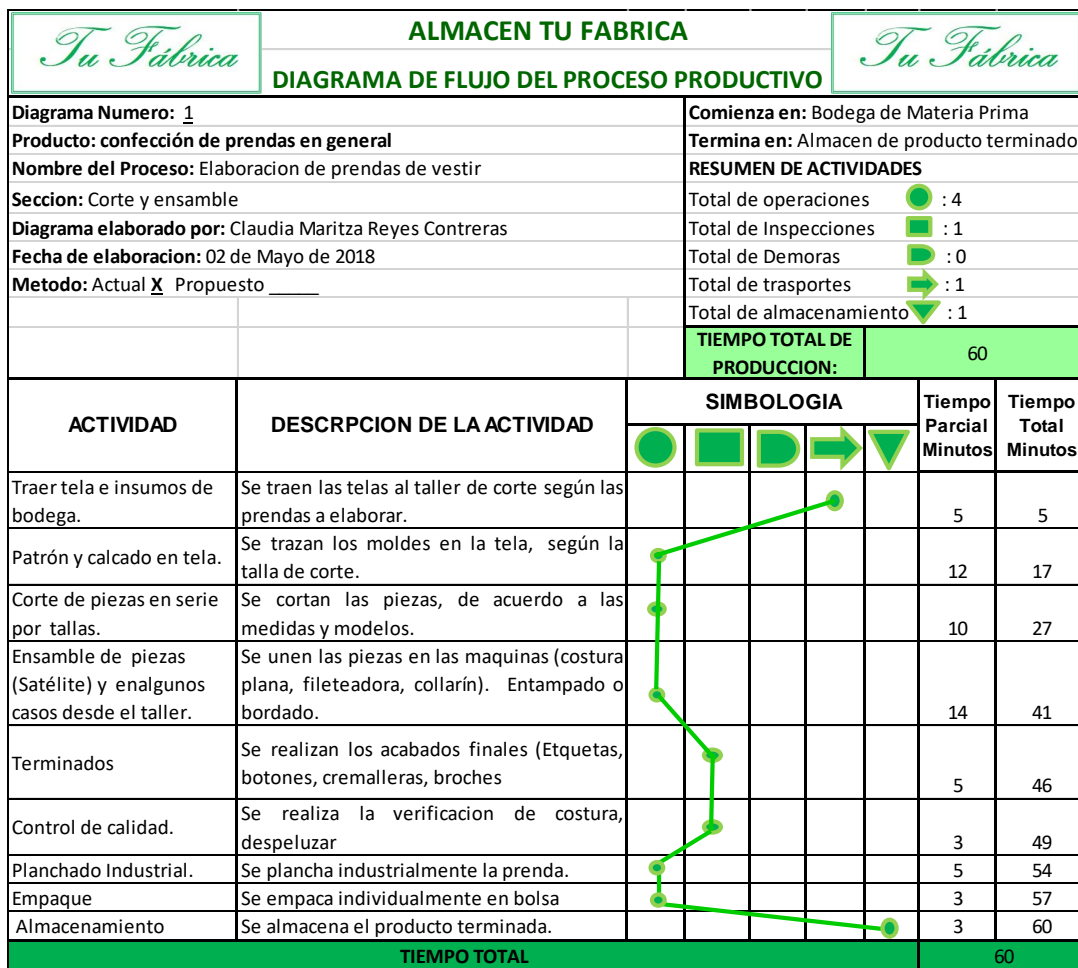 Tu Fábrica
ALMACEN TU FABRICA
DIAGRAMA DE FLUJO DEL PROCESO PRODUCTIVO
Tu Fábrica
Diagrama Numero: 1
Comienza en: Bodega de Materia Prima
Producto: confección de prendas en general
Termina en: Almacen de producto terminado
Nombre del Proceso: Elaboracion de prendas de vestir
RESUMEN DE ACTIVIDADES
Seccion: Corte y ensamble
Total de operaciones : 4
Diagrama elaborado por: Claudia Maritza Reyes Contreras
Total de Inspecciones : 1
Fecha de elaboracion: 02 de Mayo de 2018
Total de Demoras : 0
Metodo: Actual X Propuesto _____
Total de trasportes : 1
Total de almacenamiento : 1
TIEMPO TOTAL DE
PRODUCCION:
60
ACTIVIDAD
DESCRPCION DE LA ACTIVIDAD
SIMBOLOGIA
Tiempo
Parcial
Minutos
Tiempo
Total
Minutos
Traer tela e insumos de
bodega.
Se traen las telas al taller de corte según las
prendas a elaborar.
5
5
Patrón y calcado en tela.
Se trazan los moldes en la tela, según la
talla de corte.
12
17
Corte de piezas en serie
por tallas.
Se cortan las piezas, de acuerdo a las
medidas y modelos.
10
27
Ensamble de piezas
(Satélite) y enalgunos
casos desde el taller.
Se unen las piezas en las maquinas (costura
plana, fileteadora, collarín). Entampado o
bordado.
14
41
Terminados
Se realizan los acabados finales (Etquetas,
botones, cremalleras, broches
5
46
Control de calidad.
Se realiza la verificacion de costura,
despeluzar
3
49
Planchado Industrial.
Se plancha industrialmente la prenda.
5
54
Empaque
Se empaca individualmente en bolsa
3
57
Almacenamiento
Se almacena el producto terminada.
3
60
TIEMPO TOTAL
60